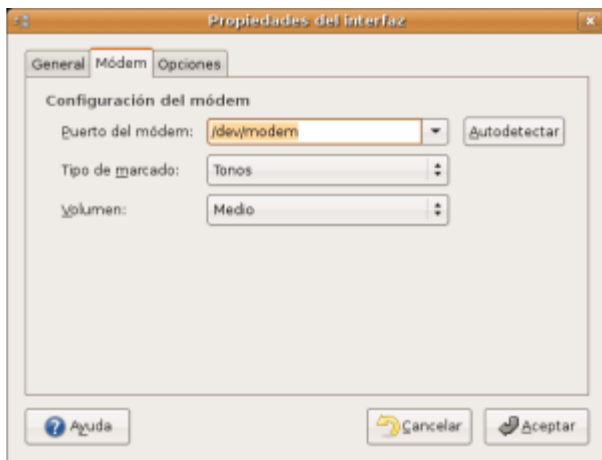 Propiedades del interfaz
General Módem Opciones
Configuración del módem
Puerto del módem: /dev/modem Autodetectar
Tipo de marcado: Tonos
Volumen: Medio
Ayuda Cancelar Aceptar